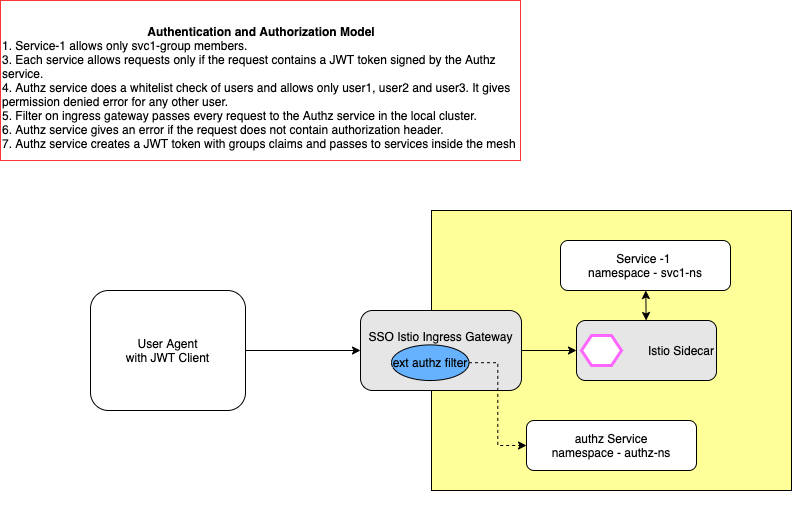 Authentication and Authorization Model
1. Service-1 allows only svc1-group members.
3. Each service allows requests only if the request contains a JWT token signed by the Authz
service.
4. Authz service does a whitelist check of users and allows only user1, user2 and user3. It gives
permission denied error for any other user.
5. Filter on ingress gateway passes every request to the Authz service in the local cluster.
6. Authz service gives an error if the request does not contain authorization header.
7. Authz service creates a JWT token with groups claims and passes to services inside the mesh
Service -1
namespace - svc1-ns
User Agent
with JWT Client
SSO Istio Ingress Gateway
ext authz filter
Istio Sidecar
authz Service
namespace - authz-ns